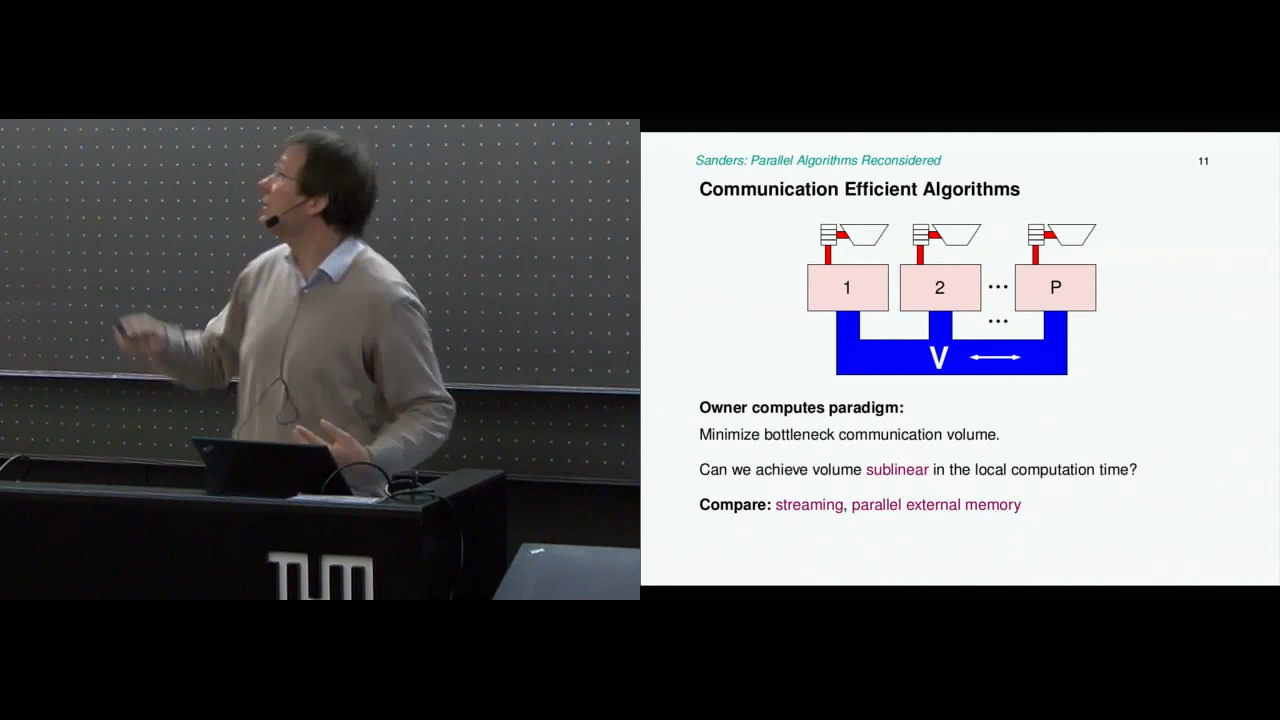 Sanders: Parallel Algorithms Reconsidered 11
Communication Efficient Algorithms
1 2 ··· P
···
V
Owner computes paradigm:
Minimize bottleneck communication volume.
Can we achieve volume sublinear in the local computation time?
Compare: streaming, parallel external memory
TUM